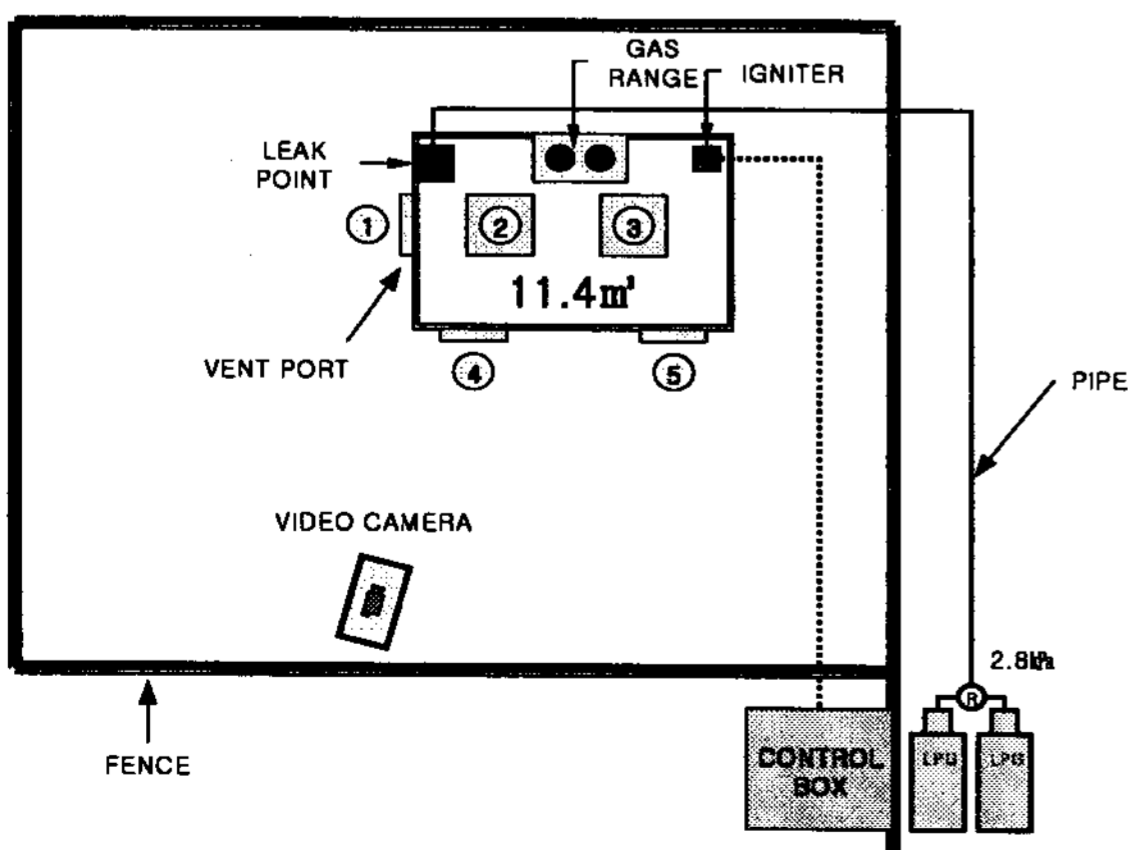 GAS
RANGE
IGNITER
LEAK
POINT
①
②
③
11.4㎥
VENT PORT
④
⑤
PIPE
VIDEO CAMERA
2.8㎪
R
FENCE
CONTROL
BOX
LPG
LPG